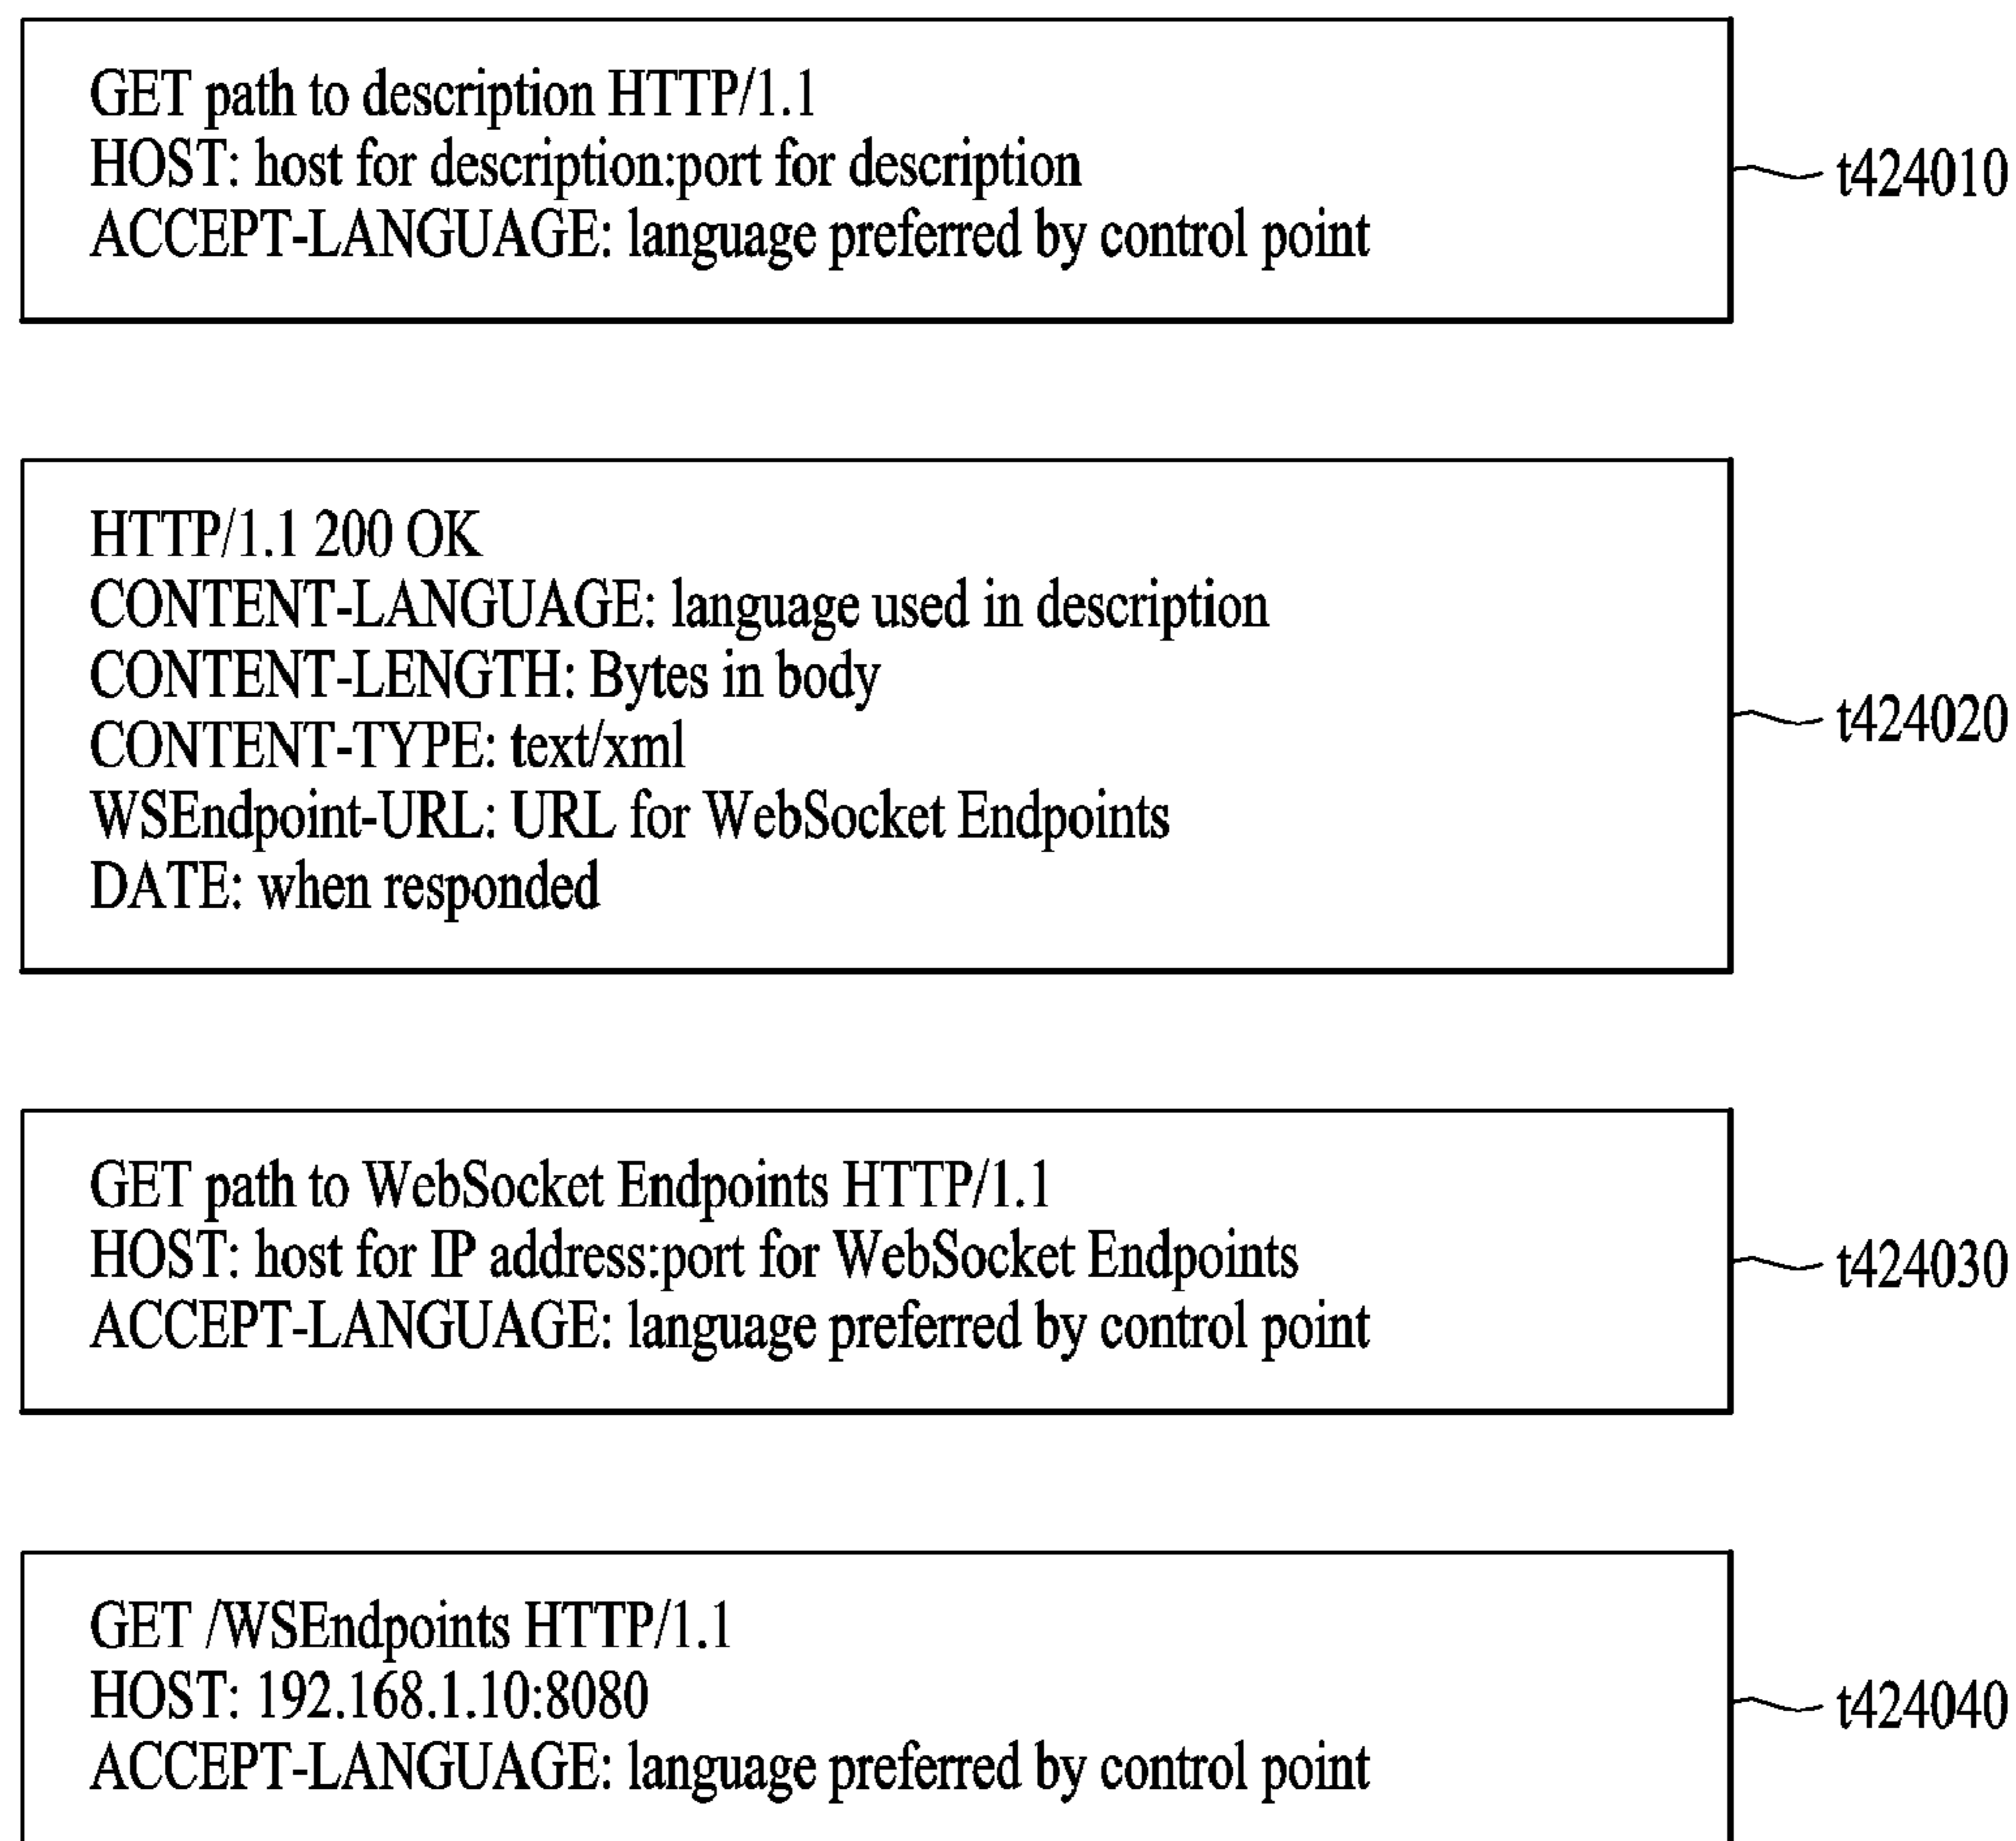 GET path to description HTTP/1.1
HOST: host for description:port for description
ACCEPT-LANGUAGE: language preferred by control point
t424010
HTTP/1.1 200 OK
CONTENT-LANGUAGE: language used in description
CONTENT-LENGTH: Bytes in body
CONTENT-TYPE: text/xml
WSEndpoint-URL: URL for WebSocket Endpoints
DATE: when responded
t424020
GET path to WebSocket Endpoints HTTP/1.1
HOST: host for IP address:port for WebSocket Endpoints
ACCEPT-LANGUAGE: language preferred by control point
t424030
GET /WSEndpoints HTTP/1.1
HOST: 192.168.1.10:8080
ACCEPT-LANGUAGE: language preferred by control point
t424040